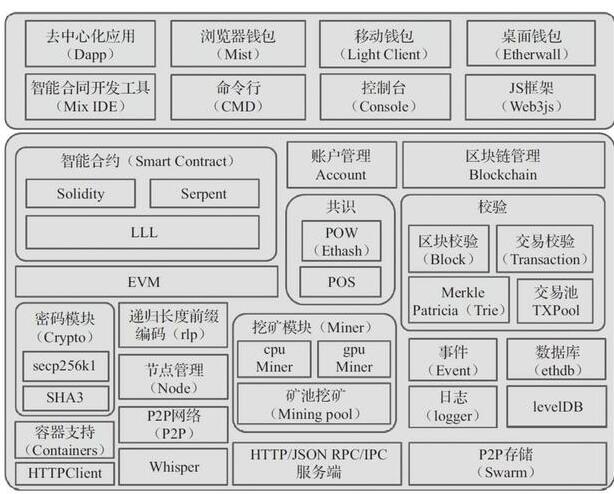 去中心化应用
（Dapp）
浏览器钱包
（Mist）
移动钱包
（Light Client）
桌面钱包
（Etherwall）
智能合同开发工具
（Mix IDE）
命令行
（CMD）
控制台
（Console）
JS框架
（Web3js）
智能合约（Smart Contract）
Solidity
Serpent
LLL
EVM
账户管理
Account
区块链管理
Blockchain
共识
POW
（Ethash）
POS
校验
区块校验
（Block）
交易校验
（Transaction）
Merkle
Patricia（Trie）
交易池
TXPool
密码模块
（Crypto）
secp256k1
SHA3
递归长度前缀
编码（rlp）
节点管理
（Node）
P2P网络
（P2P）
挖矿模块（Miner）
cpu
Miner
gpu
Miner
矿池挖矿
（Mining pool）
事件
（Event）
数据库
（ethdb）
日志
（logger）
levelDB
容器支持
（Containers）
HTTPClient
Whisper
HTTP/JSON RPC/IPC
服务端
P2P存储
（Swarm）